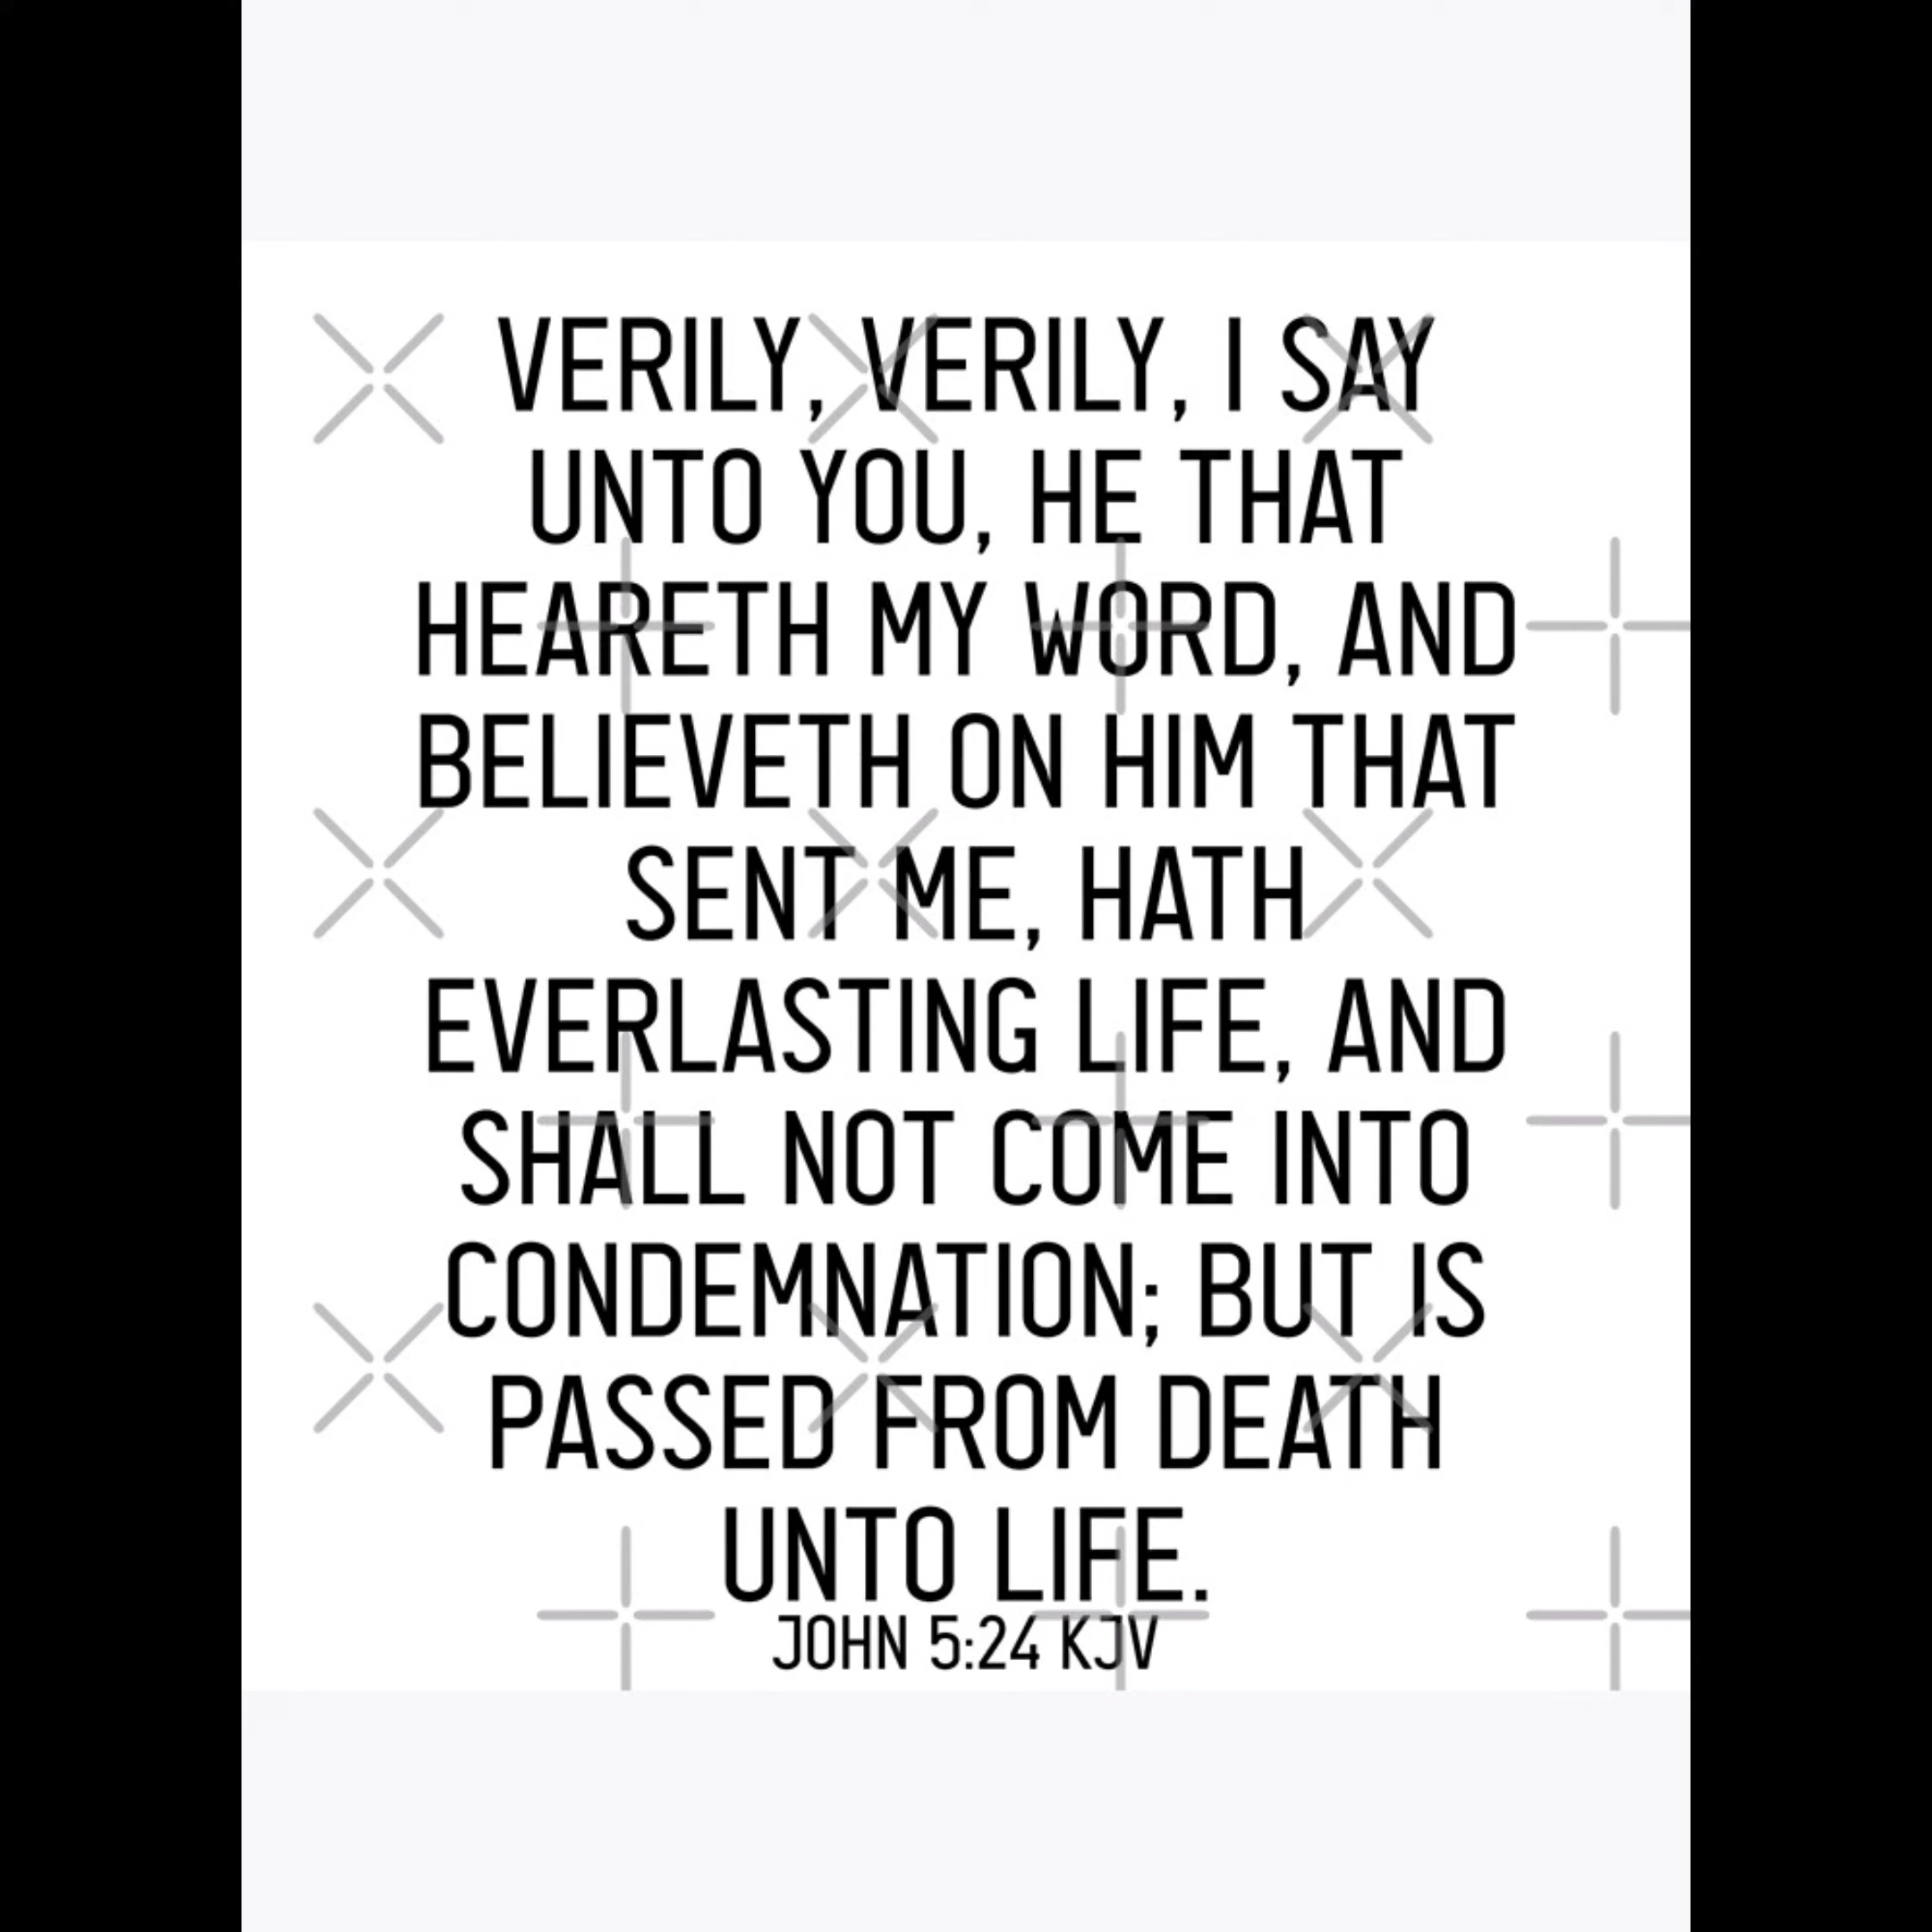 VERILY, VERILY, I SAY
UNTO YOU, HE THAT
HEARETH MY WORD, AND
BELIEVETH ON HIM THAT
SENT ME, HATH
EVERLASTING LIFE, AND
SHALL NOT COME INTO
CONDEMNATION; BUT IS
PASSED FROM DEATH
UNTO LIFE.
JOHN 5:24 KJV